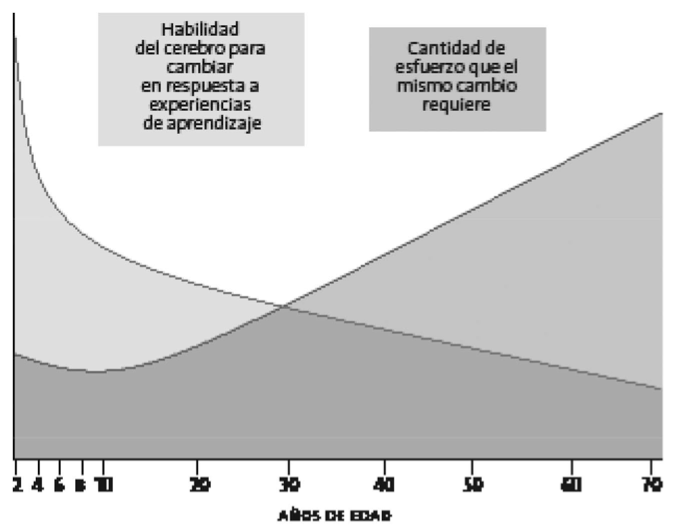 Habilidad
del cerebro para
cambiar
en respuesta a
experiencias
de aprendizaje
Cantidad de
esfuerzo que el
mismo cambio
requiere
2 4 6 8 10 20 30 40 50 60 70
AÑOS DE EDAD